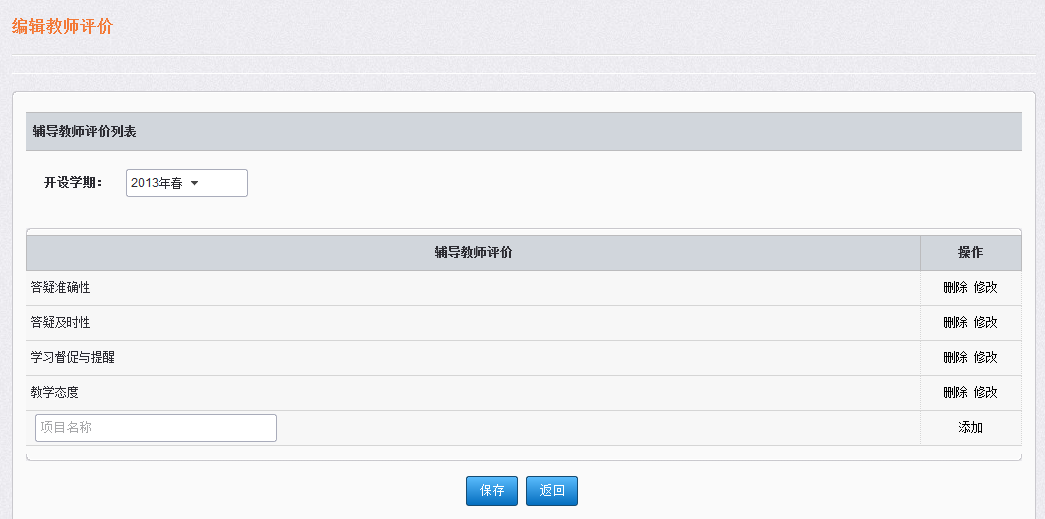 编辑教师评价
辅导教师评价列表
开设学期： 2013年春
辅导教师评价 操作
答疑准确性 删除 修改
答疑及时性 删除 修改
学习督促与提醒 删除 修改
教学态度 删除 修改
项目名称 添加
保存 返回